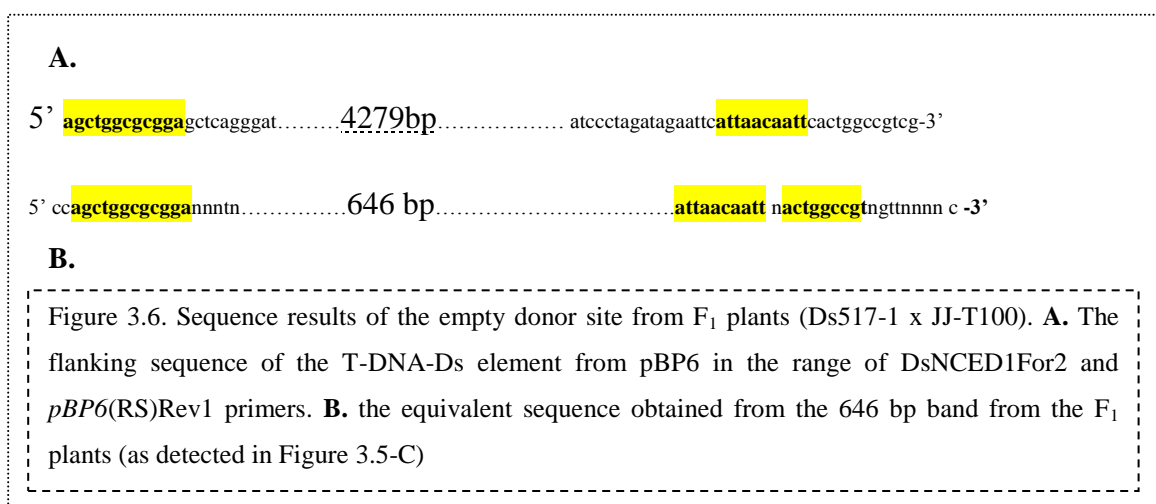 A.
5’ agctggcgcggagctcagggat.........4279bp.................. atccctagatagaattcattaacaattcactggccgtcg-3’
5’ ccagctggcgcggannntn..............646 bp...................................attaacaatt nactggccgtngttnnnn c -3’
B.
Figure 3.6. Sequence results of the empty donor site from F1 plants (Ds517-1 x JJ-T100). A. The
flanking sequence of the T-DNA-Ds element from pBP6 in the range of DsNCED1For2 and
pBP6(RS)Rev1 primers. B. the equivalent sequence obtained from the 646 bp band from the F1
plants (as detected in Figure 3.5-C)